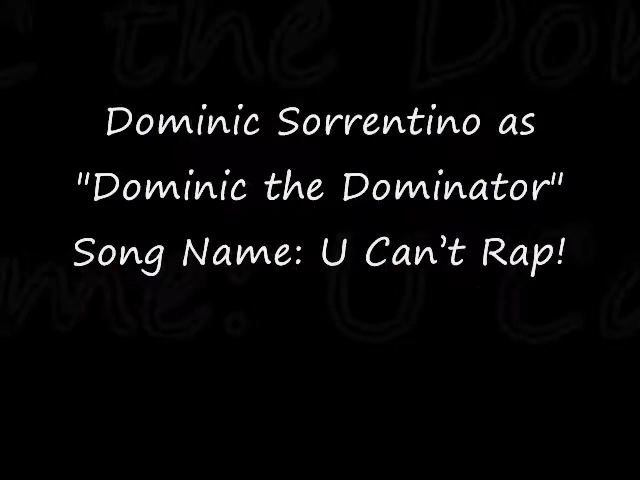 Dominic Sorrentino as
"Dominic the Dominator"
Song Name: U Can’t Rap!